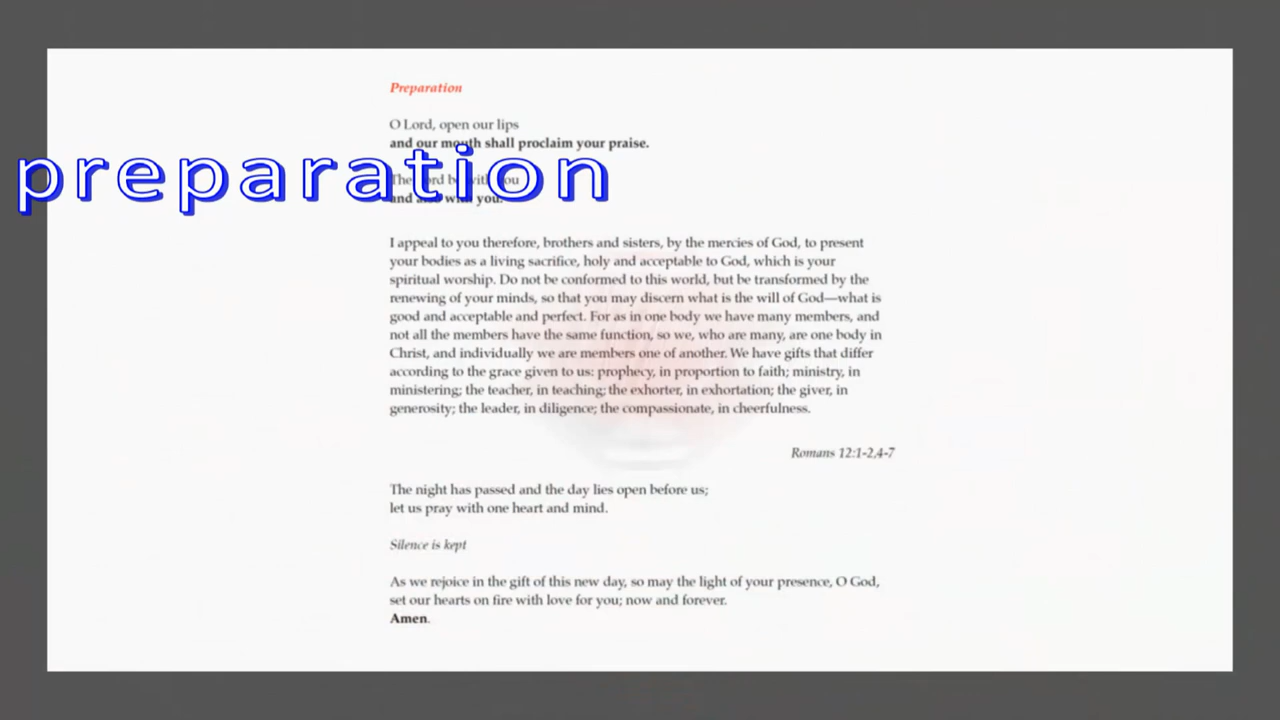 Preparation
O Lord, open our lips
and our mouth shall proclaim your praise.
preparation
The Lord be with you
and also with you.
I appeal to you therefore, brothers and sisters, by the mercies of God, to present
your bodies as a living sacrifice, holy and acceptable to God, which is your
spiritual worship. Do not be conformed to this world, but be transformed by the
renewing of your minds, so that you may discern what is the will of God—what is
good and acceptable and perfect. For as in one body we have many members, and
not all the members have the same function, so we, who are many, are one body in
Christ, and individually we are members one of another. We have gifts that differ
according to the grace given to us: prophecy, in proportion to faith; ministry, in
ministering; the teacher, in teaching; the exhorter, in exhortation; the giver, in
generosity; the leader, in diligence; the compassionate, in cheerfulness.
Romans 12:1-2,4-7
The night has passed and the day lies open before us;
let us pray with one heart and mind.
Silence is kept
As we rejoice in the gift of this new day, so may the light of your presence, O God,
set our hearts on fire with love for you; now and forever.
Amen.